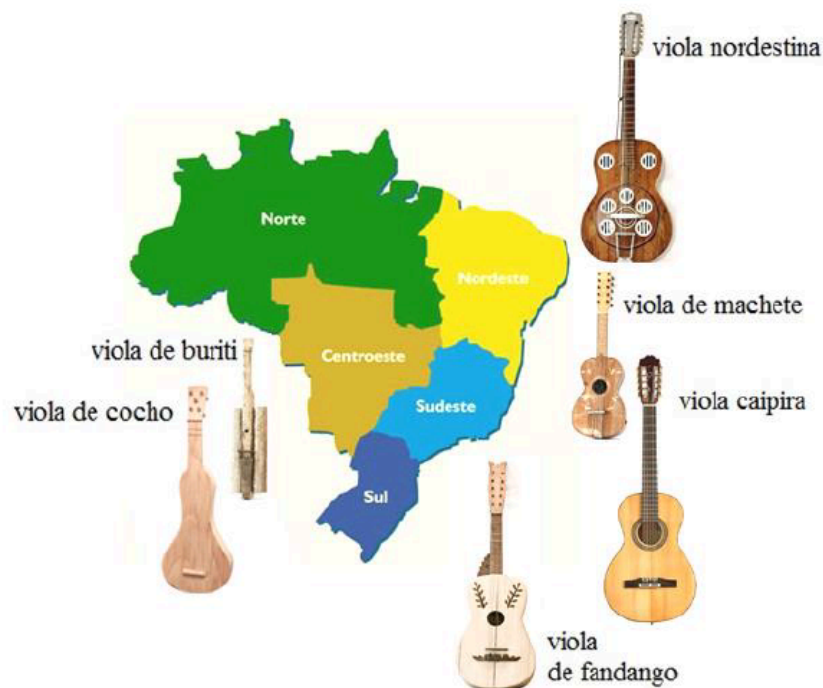 viola nordestina
Norte
Nordeste
viola de machete
viola de buriti
Centroeste
viola de cocho
Sudeste
viola caipira
Sul
viola
de fandango